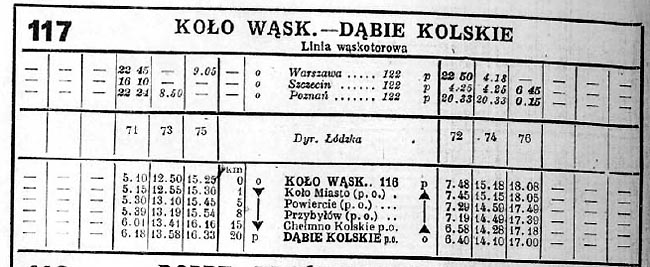 117 KOŁO WĄSK.—DĄBIE KOLSKIE
Linia wąskotorowa
— — — 22 45 — 9.05 — o Warszawa ...... 122 p 22 50 4.18 — — — —
— — — 16 10 — — — o Szczecin ...... 122 p 4.25 4.25 6 45 — — —
— — — 22 24 8.50 — — o Poznań ...... 122 p 20.33 20.33 0.15 — — —
71 73 75 Dyr. Łódzka 72 74 76
km
— — — 5.10 12.50 15.25 0 o KOŁO WĄSK.. 116 p 7.48 15.18 18.08 — — —
— — — 5.15 12.55 15.30 1 Koło Miasto (p. o.) . 7.45 15.15 18.05 — — —
— — — 5.30 13.10 15.45 5 Powiercie (p. o.) ... 7.29 14.59 17.49 — — —
— — — 5.39 13.19 15.54 8 Przybyłów (p. o.) .. 7.19 14.49 17.39 — — —
— — — 6.01 13.41 16.16 15 Chełmno Kolskie p.o. 6.58 14.28 17.18 — — —
— — — 6.18 13.58 16.33 20 p DĄBIE KOLSKIE p.o. o 6.40 14.10 17.00 — — —